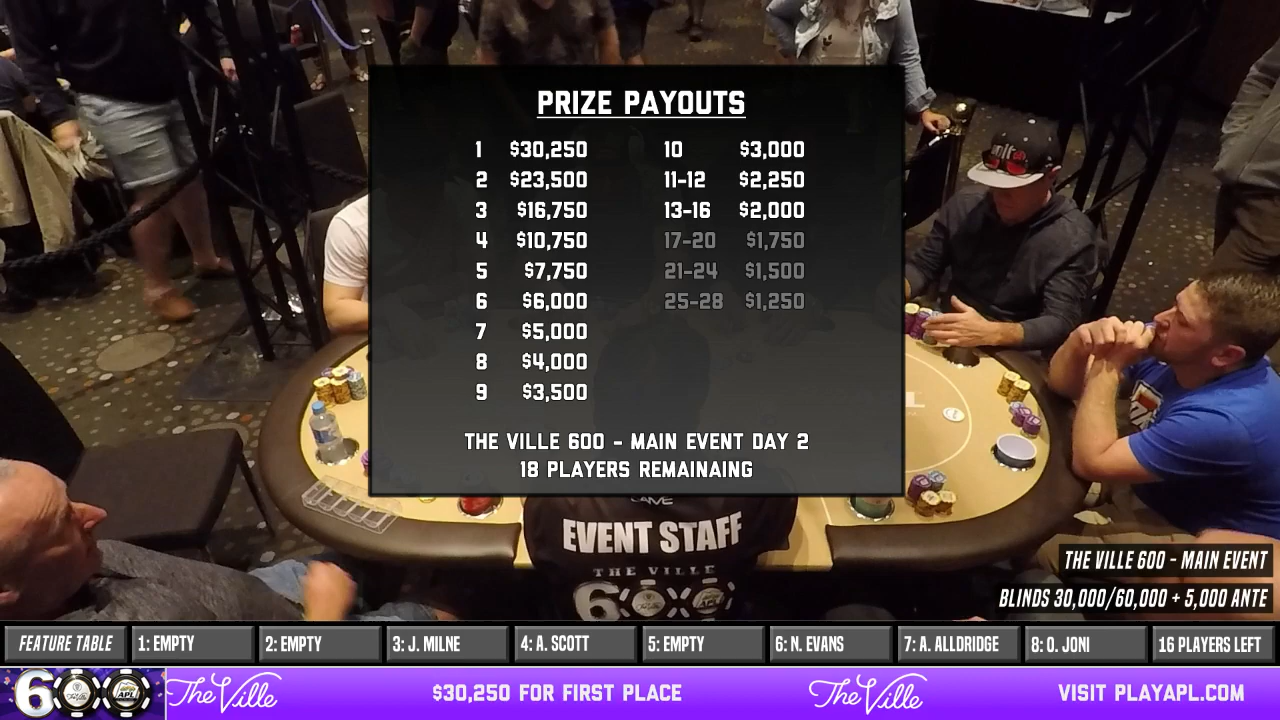 PRIZE PAYOUTS
1 $30,250 10 $3,000
2 $23,500 11-12 $2,250
3 $16,750 13-16 $2,000
4 $10,750 17-20 $1,750
5 $7,750 21-24 $1,500
6 $6,000 25-28 $1,250
7 $5,000
8 $4,000
9 $3,500
THE VILLE 600 - MAIN EVENT DAY 2
18 PLAYERS REMAINAING
EVENT STAFF
THE VILLE
600
THE VILLE 600 - MAIN EVENT
BLINDS 30,000/60,000 + 5,000 ANTE
FEATURE TABLE 1: EMPTY 2: EMPTY 3: J. MILNE 4: A. SCOTT 5: EMPTY 6: N. EVANS 7: A. ALLDRIDGE 8: O. JONI 16 PLAYERS LEFT
600 APL The Ville $30,250 FOR FIRST PLACE The Ville VISIT PLAYAPL.COM